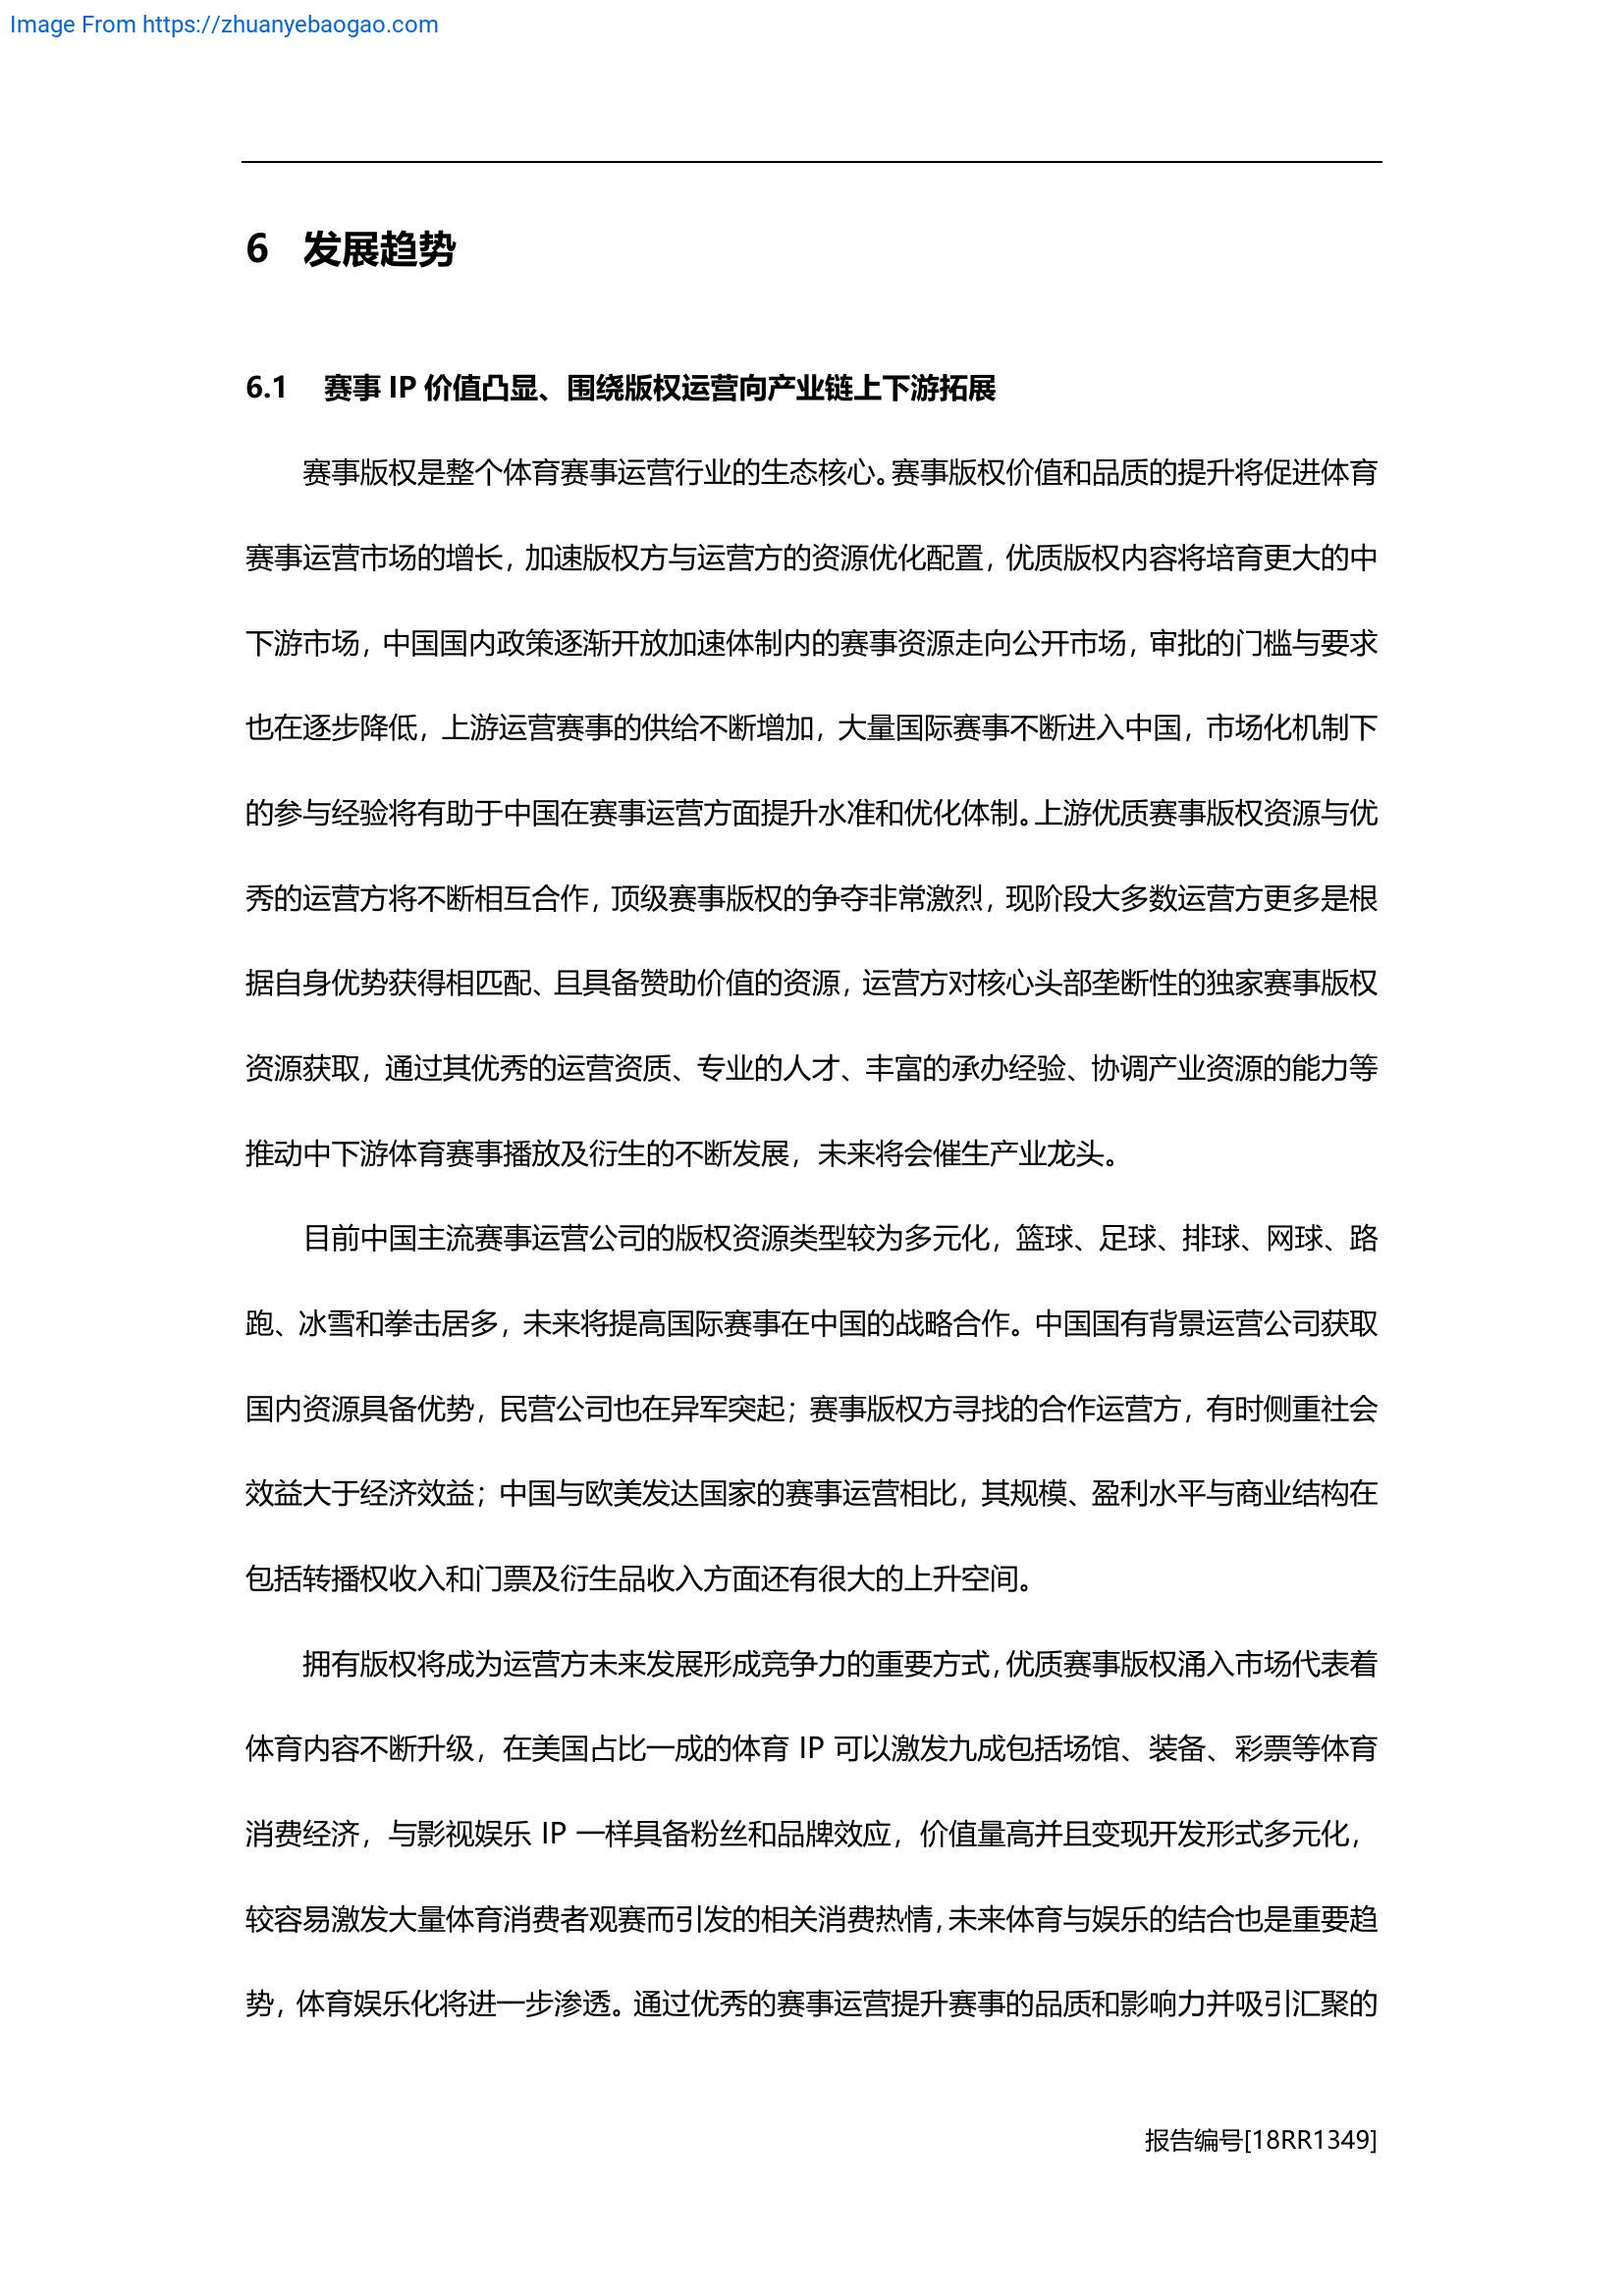 Image From https://zhuanyebaogao.com
6 发展趋势
6.1 赛事 IP 价值凸显、围绕版权运营向产业链上下游拓展
赛事版权是整个体育赛事运营行业的生态核心。赛事版权价值和品质的提升将促进体育
赛事运营市场的增长，加速版权方与运营方的资源优化配置，优质版权内容将培育更大的中
下游市场，中国国内政策逐渐开放加速体制内的赛事资源走向公开市场，审批的门槛与要求
也在逐步降低，上游运营赛事的供给不断增加，大量国际赛事不断进入中国，市场化机制下
的参与经验将有助于中国在赛事运营方面提升水准和优化体制。上游优质赛事版权资源与优
秀的运营方将不断相互合作，顶级赛事版权的争夺非常激烈，现阶段大多数运营方更多是根
据自身优势获得相匹配、且具备赞助价值的资源，运营方对核心头部垄断性的独家赛事版权
资源获取，通过其优秀的运营资质、专业的人才、丰富的承办经验、协调产业资源的能力等
推动中下游体育赛事播放及衍生的不断发展，未来将会催生产业龙头。
目前中国主流赛事运营公司的版权资源类型较为多元化，篮球、足球、排球、网球、路
跑、冰雪和拳击居多，未来将提高国际赛事在中国的战略合作。中国国有背景运营公司获取
国内资源具备优势，民营公司也在异军突起；赛事版权方寻找的合作运营方，有时侧重社会
效益大于经济效益；中国与欧美发达国家的赛事运营相比，其规模、盈利水平与商业结构在
包括转播权收入和门票及衍生品收入方面还有很大的上升空间。
拥有版权将成为运营方未来发展形成竞争力的重要方式，优质赛事版权涌入市场代表着
体育内容不断升级，在美国占比一成的体育 IP 可以激发九成包括场馆、装备、彩票等体育
消费经济，与影视娱乐 IP 一样具备粉丝和品牌效应，价值量高并且变现开发形式多元化，
较容易激发大量体育消费者观赛而引发的相关消费热情，未来体育与娱乐的结合也是重要趋
势，体育娱乐化将进一步渗透。通过优秀的赛事运营提升赛事的品质和影响力并吸引汇聚的
报告编号[18RR1349]